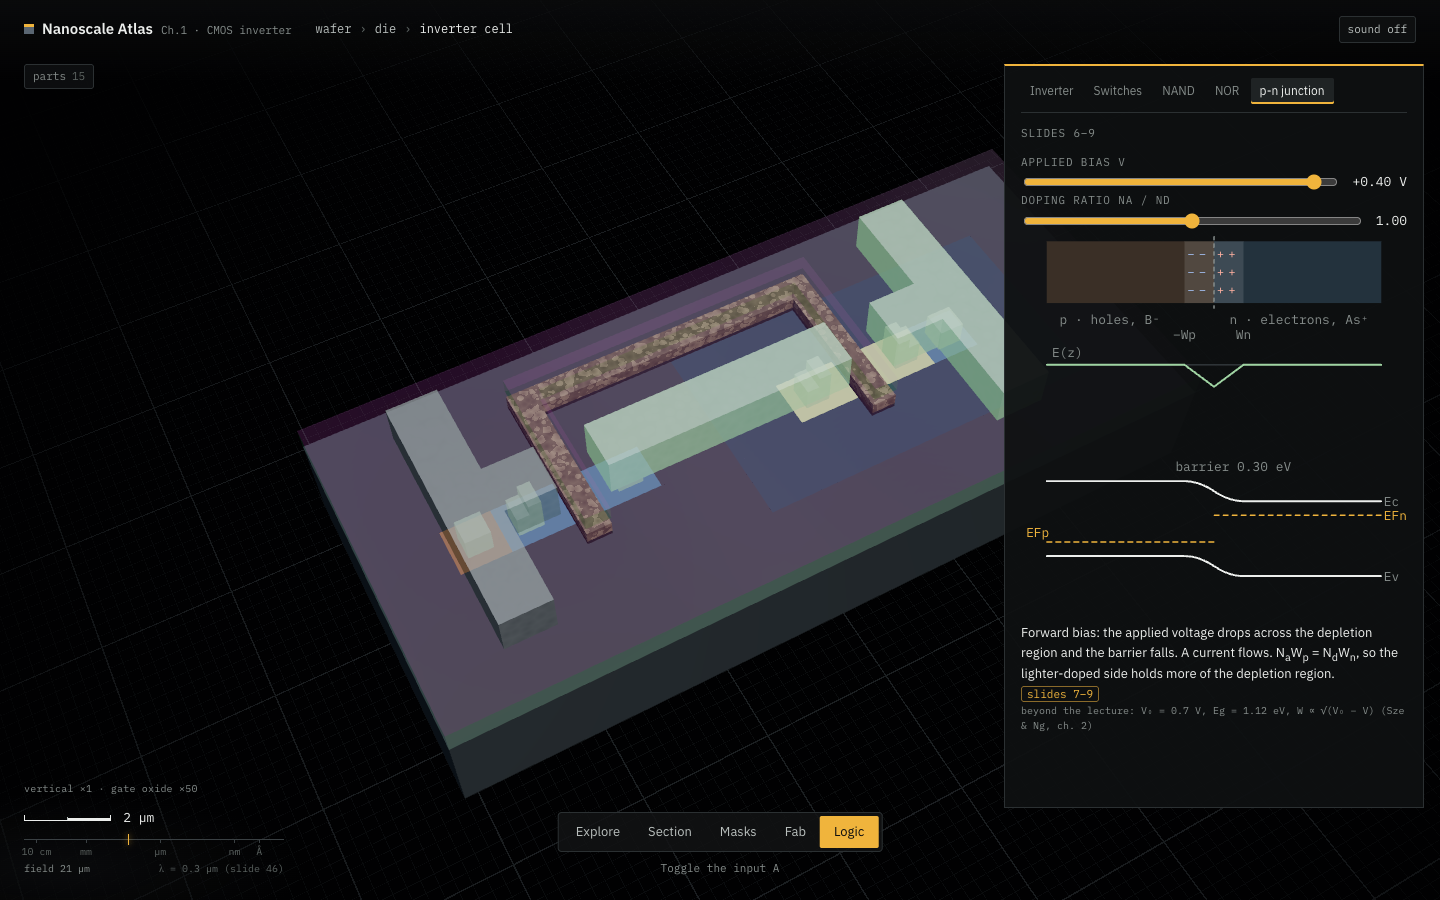 Nanoscale Atlas Ch.1 · CMOS inverter wafer › die › inverter cell
sound off
parts 15
Inverter Switches NAND NOR p-n junction
SLIDES 6–9
APPLIED BIAS V
+0.40 V
DOPING RATIO NA / ND
1.00
− − + +
− − + +
− − + +
p · holes, B⁻ n · electrons, As⁺
−Wp Wn
E(z)
barrier 0.30 eV
Ec
EFn
EFp
Ev
Forward bias: the applied voltage drops across the depletion
region and the barrier falls. A current flows. NaWp = NdWn, so the
lighter-doped side holds more of the depletion region.
slides 7–9
beyond the lecture: V₀ = 0.7 V, Eg = 1.12 eV, W ∝ √(V₀ − V) (Sze
& Ng, ch. 2)
vertical ×1 · gate oxide ×50
2 µm
10 cm mm µm nm Å
field 21 µm λ = 0.3 µm (slide 46)
Explore Section Masks Fab Logic
Toggle the input A